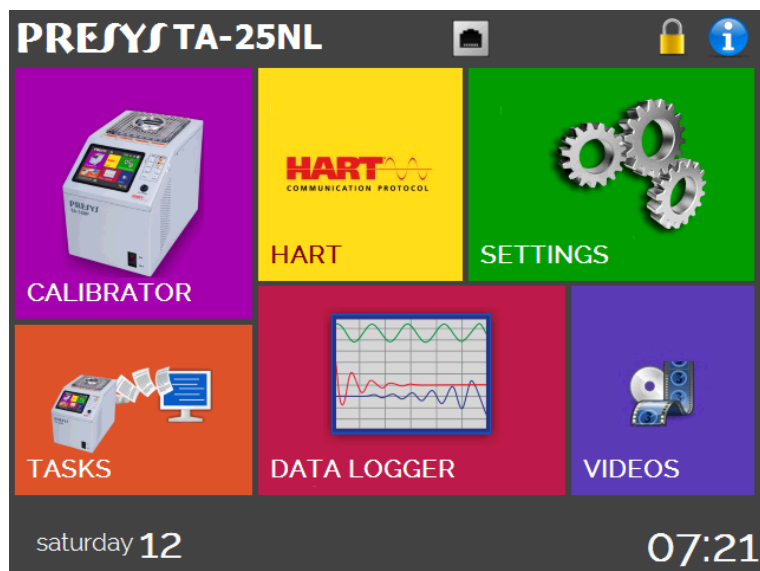 PRESYS TA-25NL
HART
COMMUNICATION PROTOCOL
HART
SETTINGS
CALIBRATOR
TASKS
DATA LOGGER
VIDEOS
saturday 12
07:21